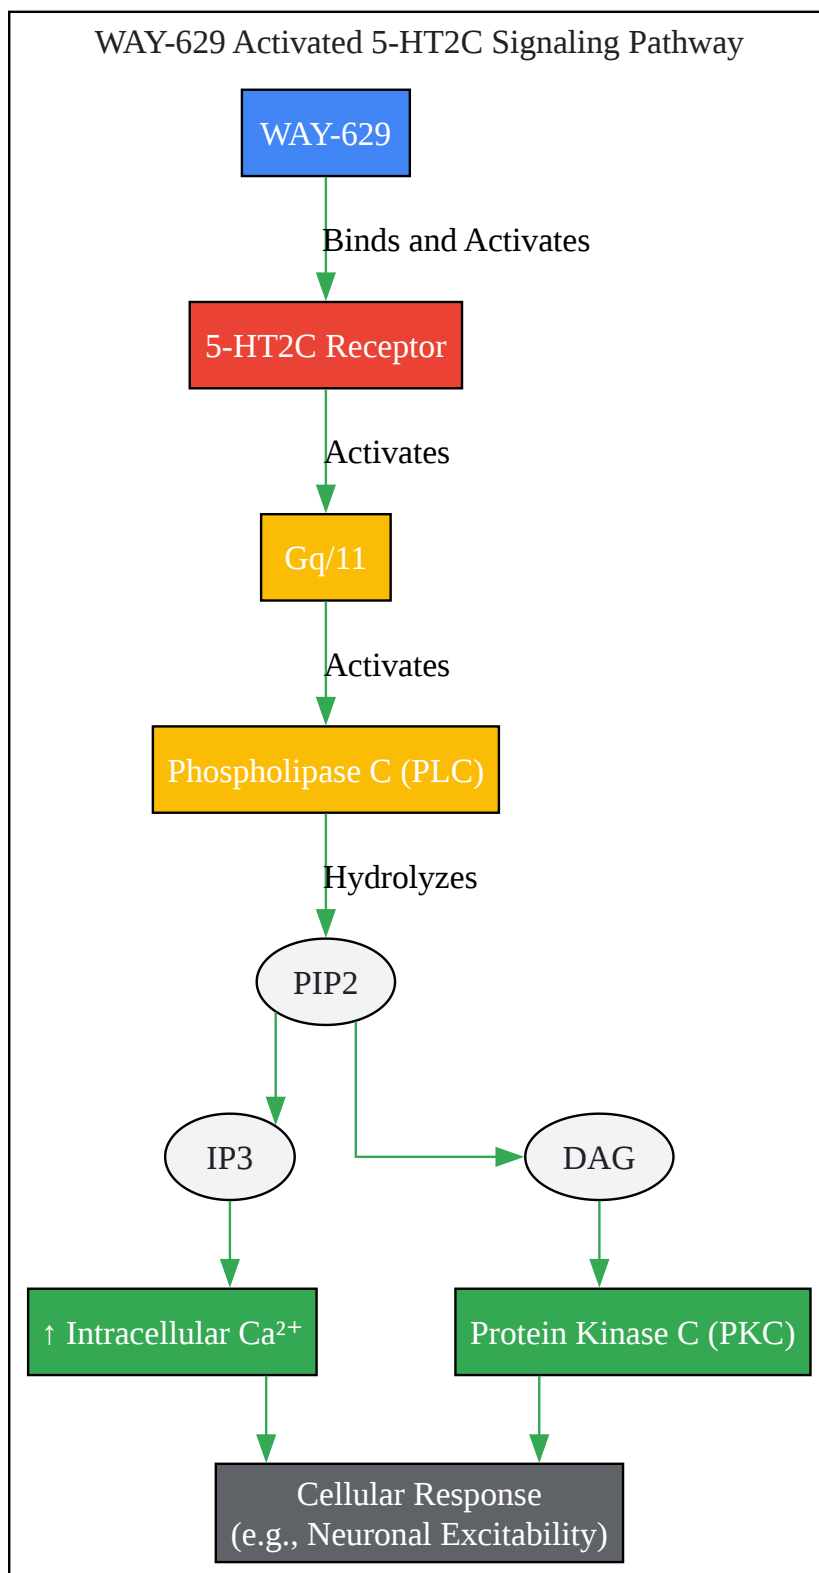 WAY-629 Activated 5-HT2C Signaling Pathway
WAY-629
Binds and Activates
5-HT2C Receptor
Activates
Gq/11
Activates
Phospholipase C (PLC)
Hydrolyzes
PIP2
IP3
DAG
↑ Intracellular Ca²⁺
Protein Kinase C (PKC)
Cellular Response
(e.g., Neuronal Excitability)